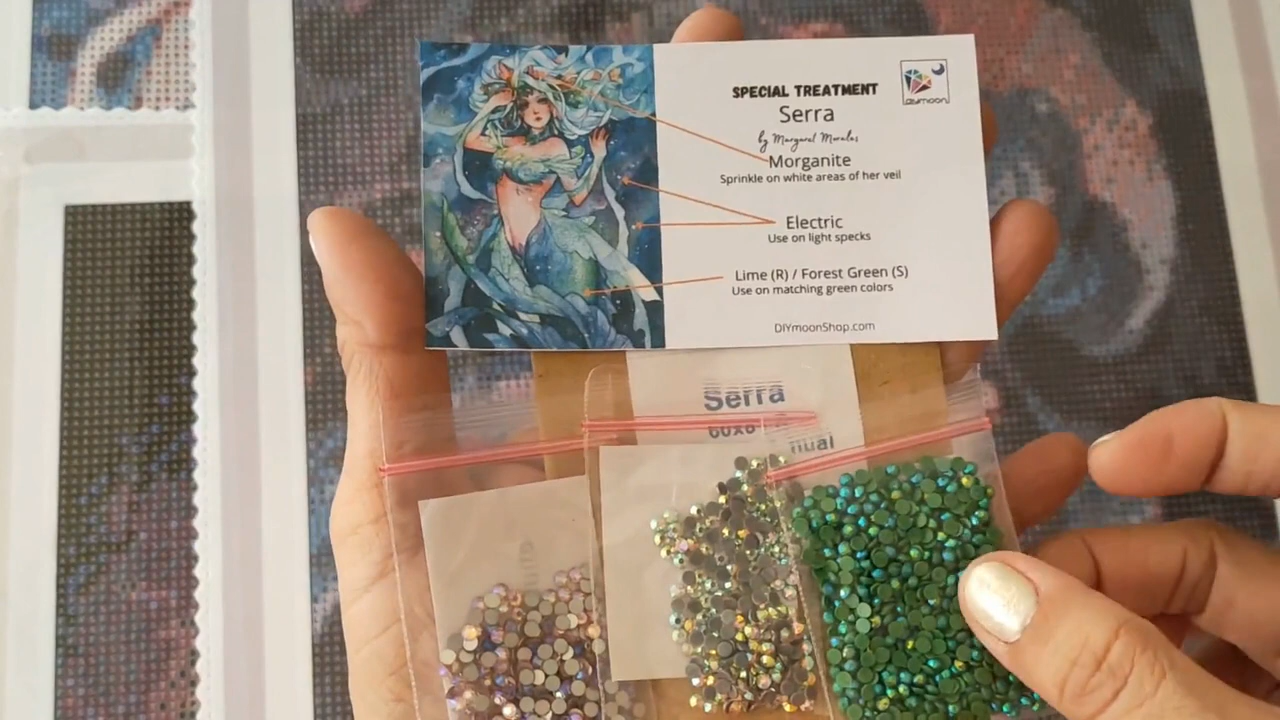 SPECIAL TREATMENT
Serra
by Margaret Morales
DIYmoon
Morganite
Sprinkle on white areas of her veil
Electric
Use on light specks
Lime (R) / Forest Green (S)
Use on matching green colors
DIYmoonShop.com
Serra